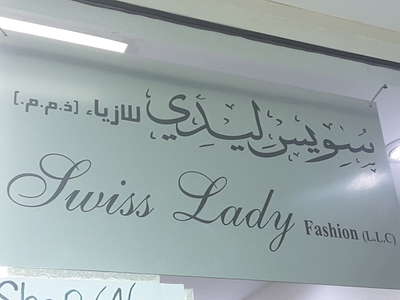 سويس ليدي للأزياء (ذ.م.م.)
Swiss Lady Fashion (L.L.C)